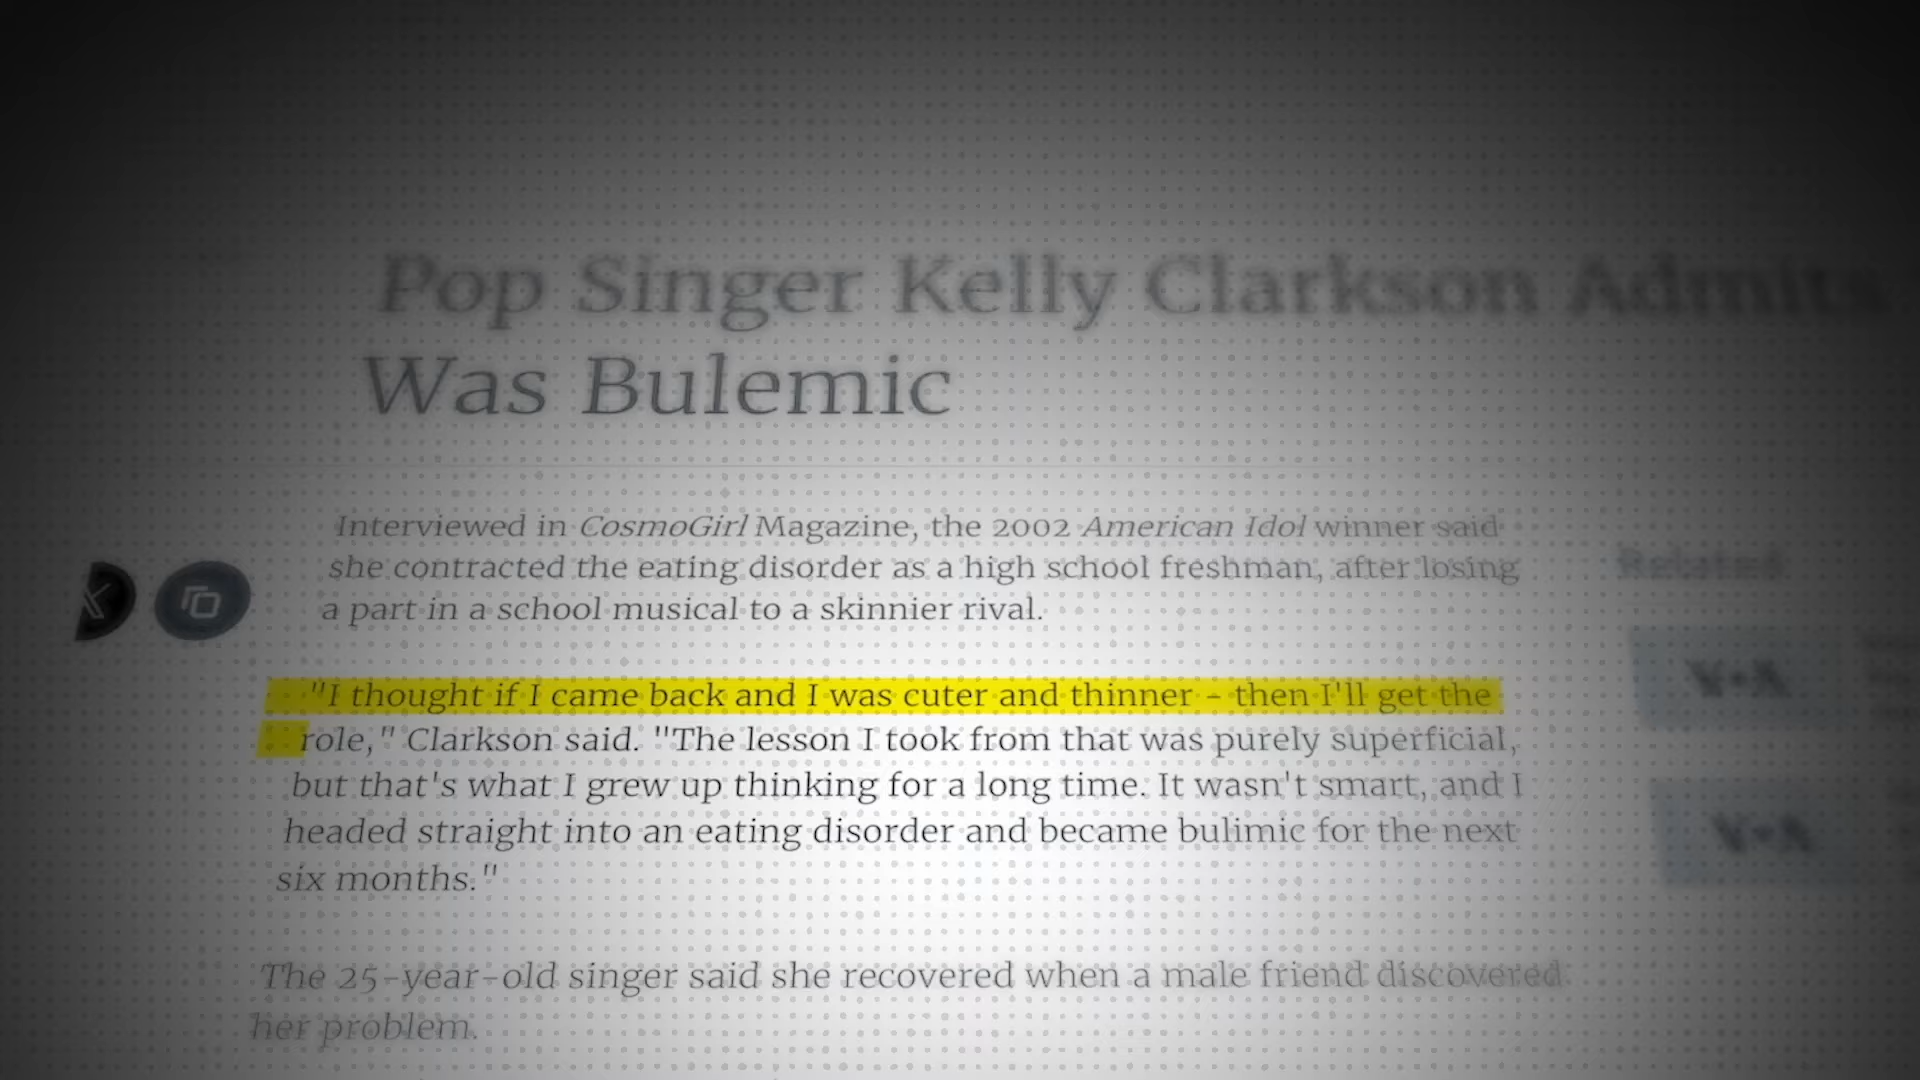 Pop Singer Kelly Clarkson Admits
Was Bulemic
Interviewed in CosmoGirl Magazine, the 2002 American Idol winner said
she contracted the eating disorder as a high school freshman, after losing
a part in a school musical to a skinnier rival.
Related
"I thought if I came back and I was cuter and thinner - then I'll get the
role," Clarkson said. "The lesson I took from that was purely superficial,
but that's what I grew up thinking for a long time. It wasn't smart, and I
headed straight into an eating disorder and became bulimic for the next
six months."
VOA
VOA
The 25-year-old singer said she recovered when a male friend discovered
her problem.